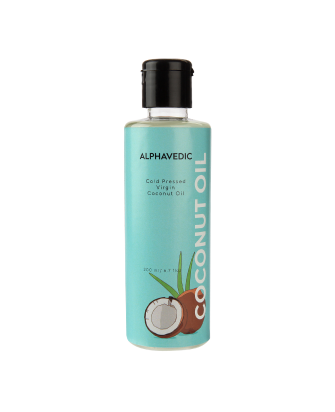 ALPHAVEDIC
Cold Pressed
Virgin
Coconut Oil
COCONUT OIL